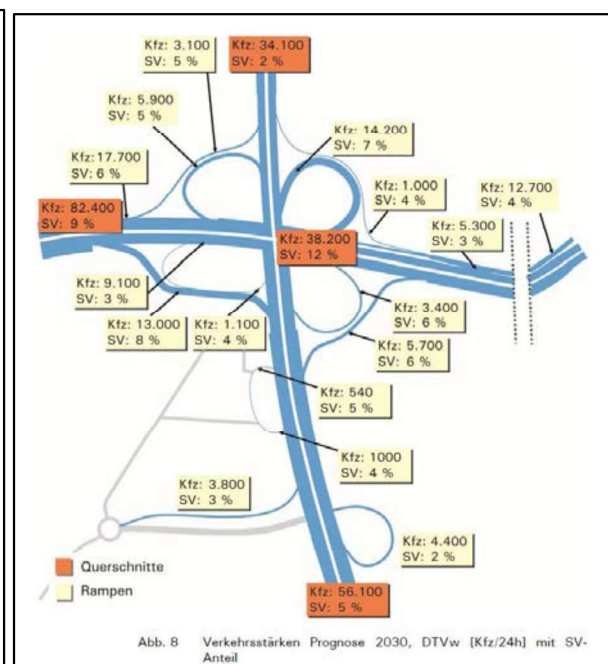 Kfz: 3.100
SV: 5 %
Kfz: 34.100
SV: 2 %
Kfz: 5.900
SV: 5 %
Kfz: 14.200
SV: 7 %
Kfz: 17.700
SV: 6 %
Kfz: 1.000
SV: 4 %
Kfz: 12.700
SV: 4 %
Kfz: 82.400
SV: 9 %
Kfz: 5.300
SV: 3 %
Kfz: 38.200
SV: 12 %
Kfz: 9.100
SV: 3 %
Kfz: 3.400
SV: 6 %
Kfz: 13.000
SV: 8 %
Kfz: 1.100
SV: 4 %
Kfz: 5.700
SV: 6 %
Kfz: 540
SV: 5 %
Kfz: 1000
SV: 4 %
Kfz: 3.800
SV: 3 %
Kfz: 4.400
SV: 2 %
Querschnitte
Rampen
Kfz: 56.100
SV: 5 %
Abb. 8 Verkehrsstärken Prognose 2030, DTVw [Kfz/24h] mit SV-
Anteil